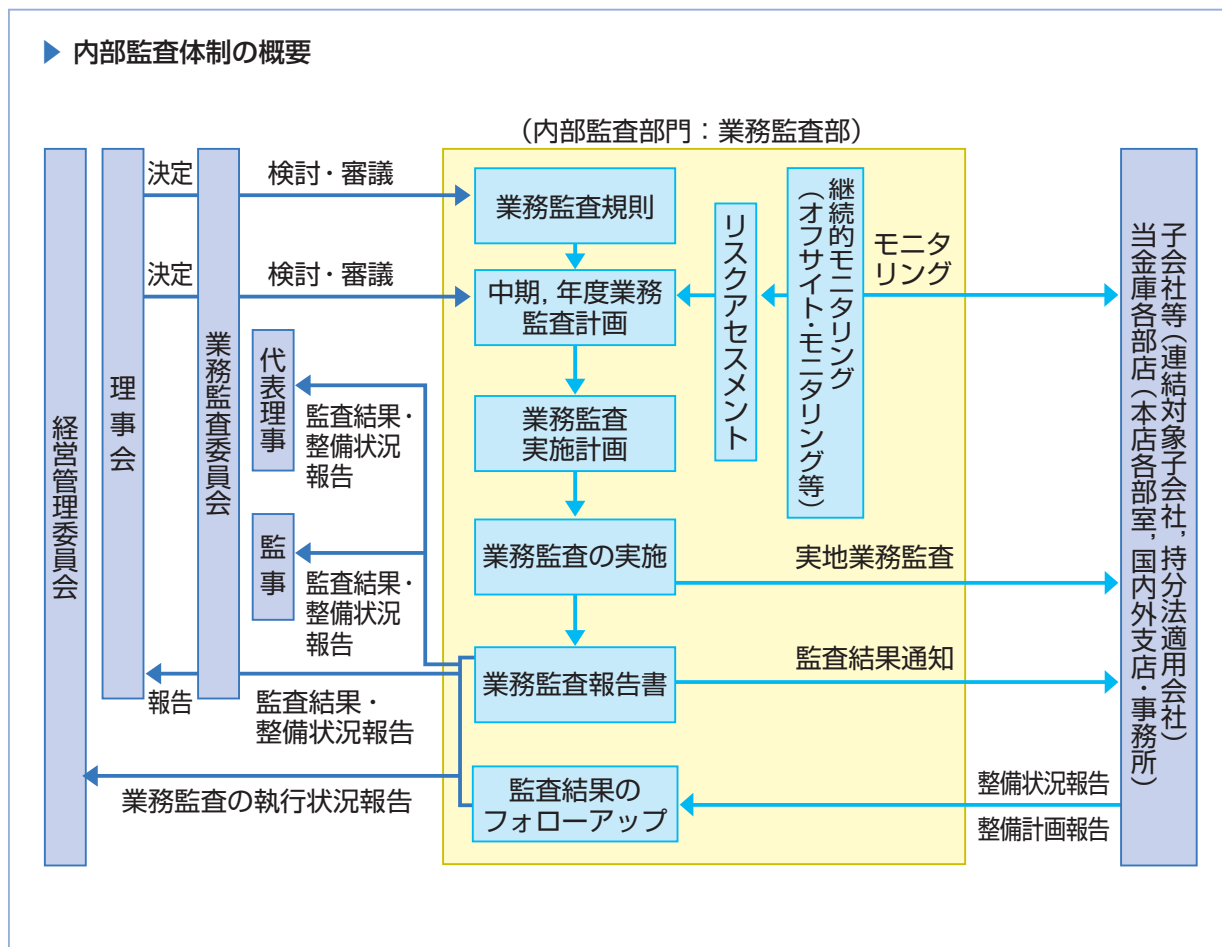 内部監査体制の概要
（内部監査部門：業務監査部）
経営管理委員会
理事会
業務監査委員会
決定
検討・審議
決定
検討・審議
代表理事
監査結果・
整備状況
報告
監事
監査結果・
整備状況
報告
報告
監査結果・
整備状況報告
業務監査の執行状況報告
業務監査規則
中期，年度業務
監査計画
業務監査
実施計画
業務監査の実施
業務監査報告書
監査結果の
フォローアップ
リスクアセスメント
継続的モニタリング
（オフサイト・モニタリング等）
モニタ
リング
実地業務監査
監査結果通知
整備状況報告
整備計画報告
子会社等（連結対象子会社，持分法適用会社）
当金庫各部店（本店各部室，国内外支店・事務所）